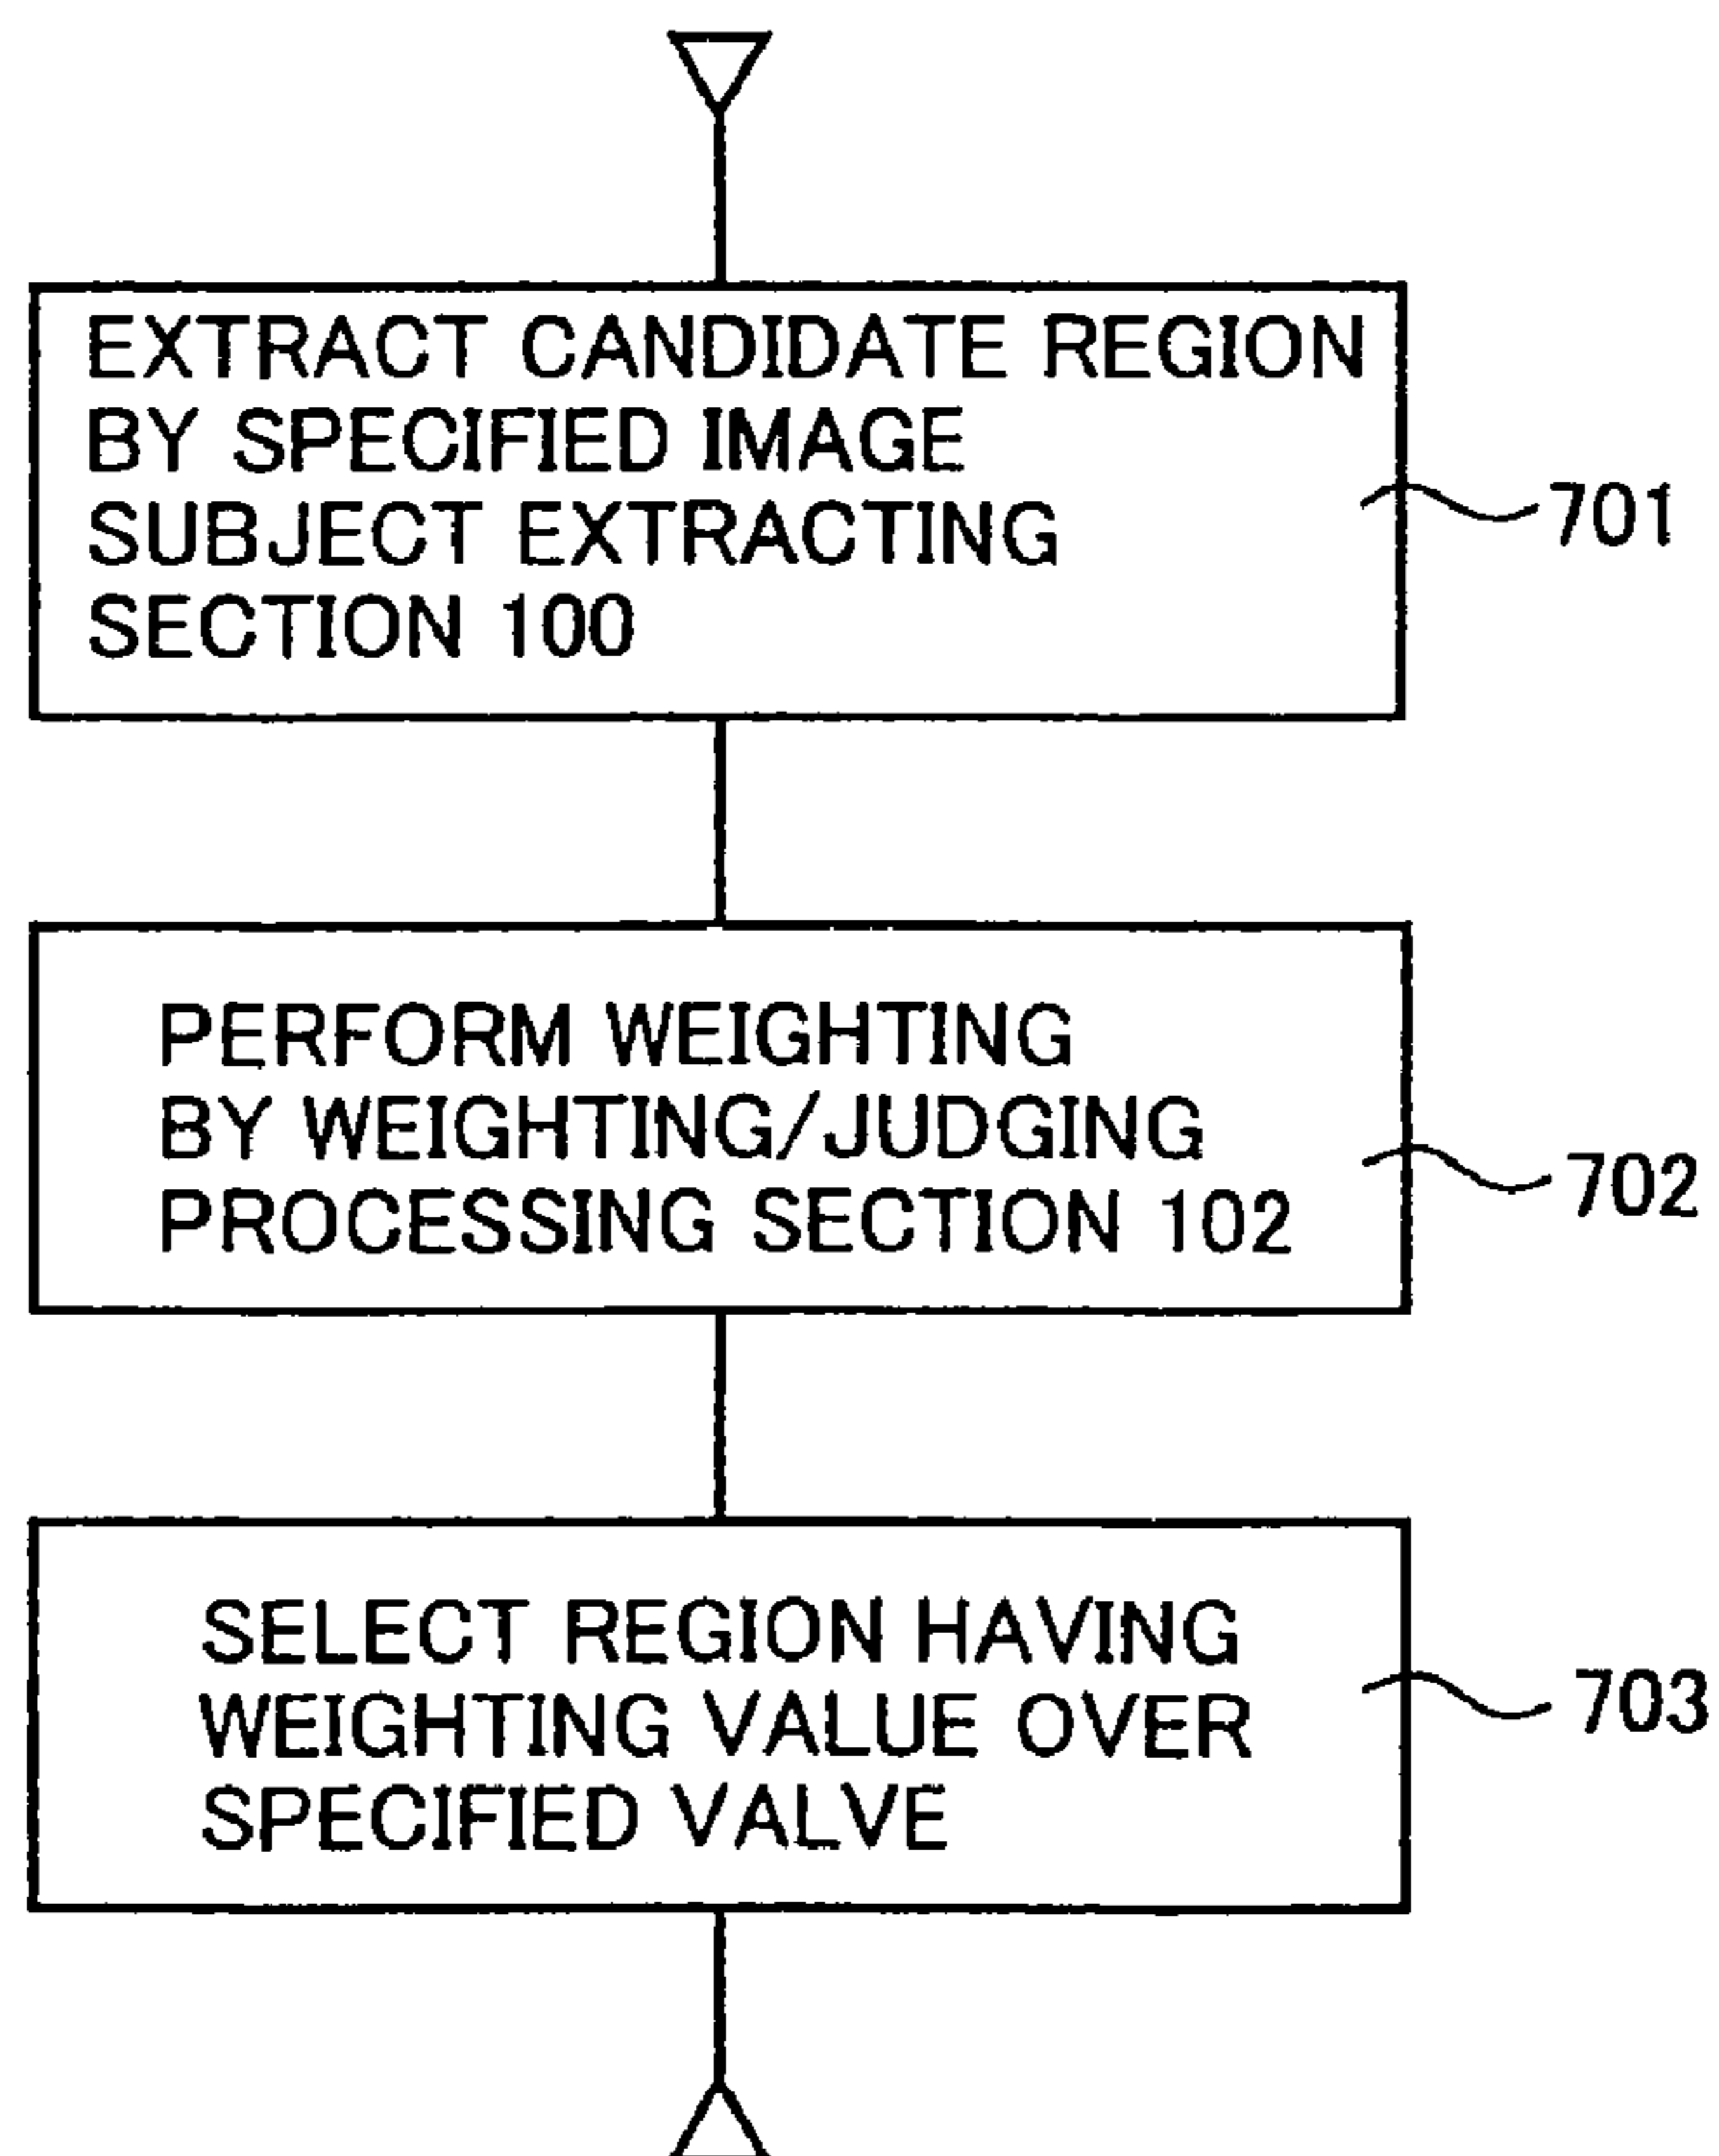 EXTRACT CANDIDATE REGION
BY SPECIFIED IMAGE
SUBJECT EXTRACTING
SECTION 100
701
PERFORM WEIGHTING
BY WEIGHTING/JUDGING
PROCESSING SECTION 102
702
SELECT REGION HAVING
WEIGHTING VALUE OVER
SPECIFIED VALVE
703